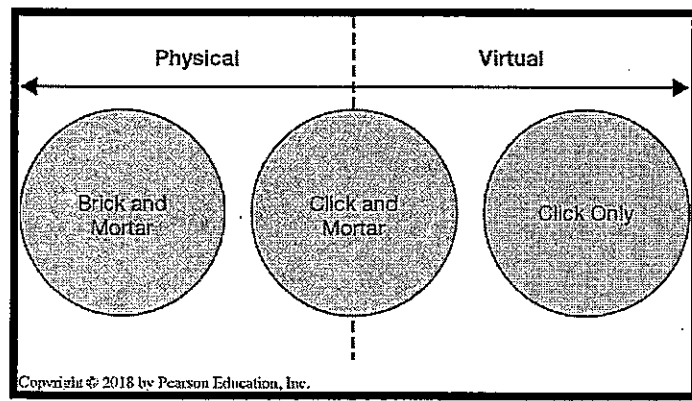 Physical
Virtual
Brick and
Mortar
Click and
Mortar
Click Only
Copyright © 2018 by Pearson Education, Inc.